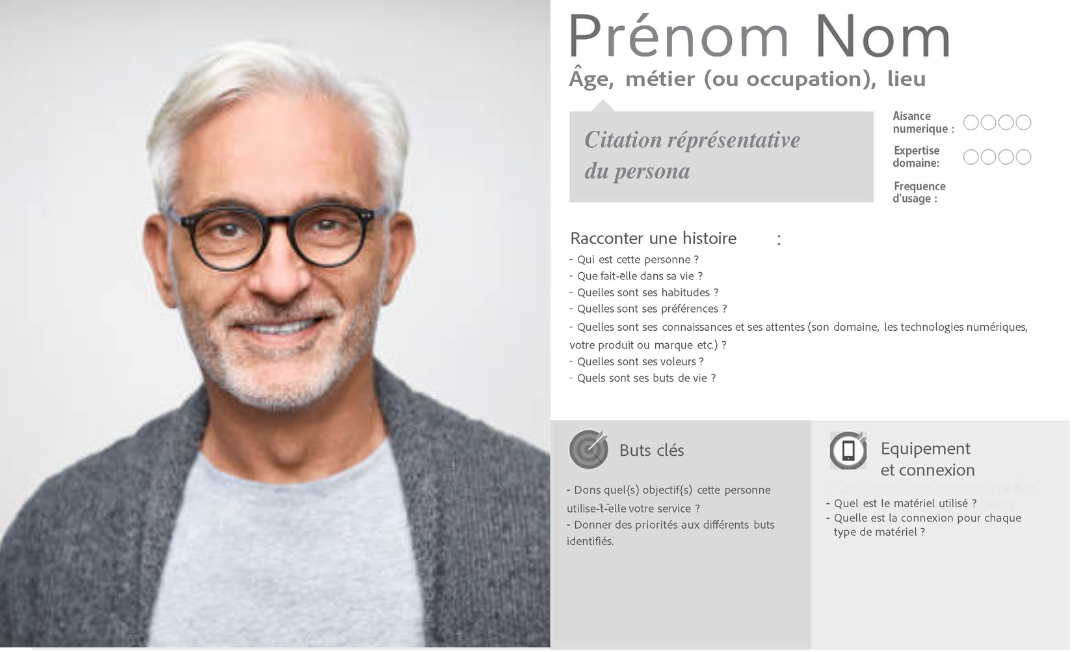 Prénom Nom
Âge, métier (ou occupation), lieu
Citation réprésentative
du persona
Aisance
numerique :
Expertise
domaine:
Frequence
d'usage :
Racconter une histoire :
- Qui est cette personne ?
- Que fait-elle dans sa vie ?
- Quelles sont ses habitudes ?
- Quelles sont ses préférences ?
- Quelles sont ses connaissances et ses attentes (son domaine, les technologies numériques,
votre produit ou marque etc.) ?
- Quelles sont ses voleurs ?
- Quels sont ses buts de vie ?
Buts clés
- Dons quel(s) objectif(s) cette personne
utilise-t-elle votre service ?
- Donner des priorités aux différents buts
identifiés.
Equipement
et connexion
- Quel est le matériel utilisé ?
- Quelle est la connexion pour chaque
type de matériel ?